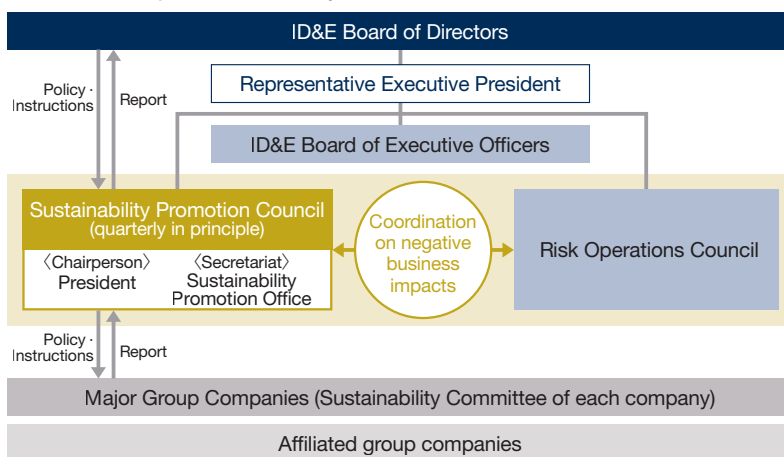 ID&E Board of Directors
Policy ·
Instructions
Report
Representative Executive President
ID&E Board of Executive Officers
Sustainability Promotion Council
(quarterly in principle)
〈Chairperson〉
President
〈Secretariat〉
Sustainability
Promotion Office
Coordination
on negative
business
impacts
Risk Operations Council
Policy ·
Instructions
Report
Major Group Companies (Sustainability Committee of each company)
Affiliated group companies